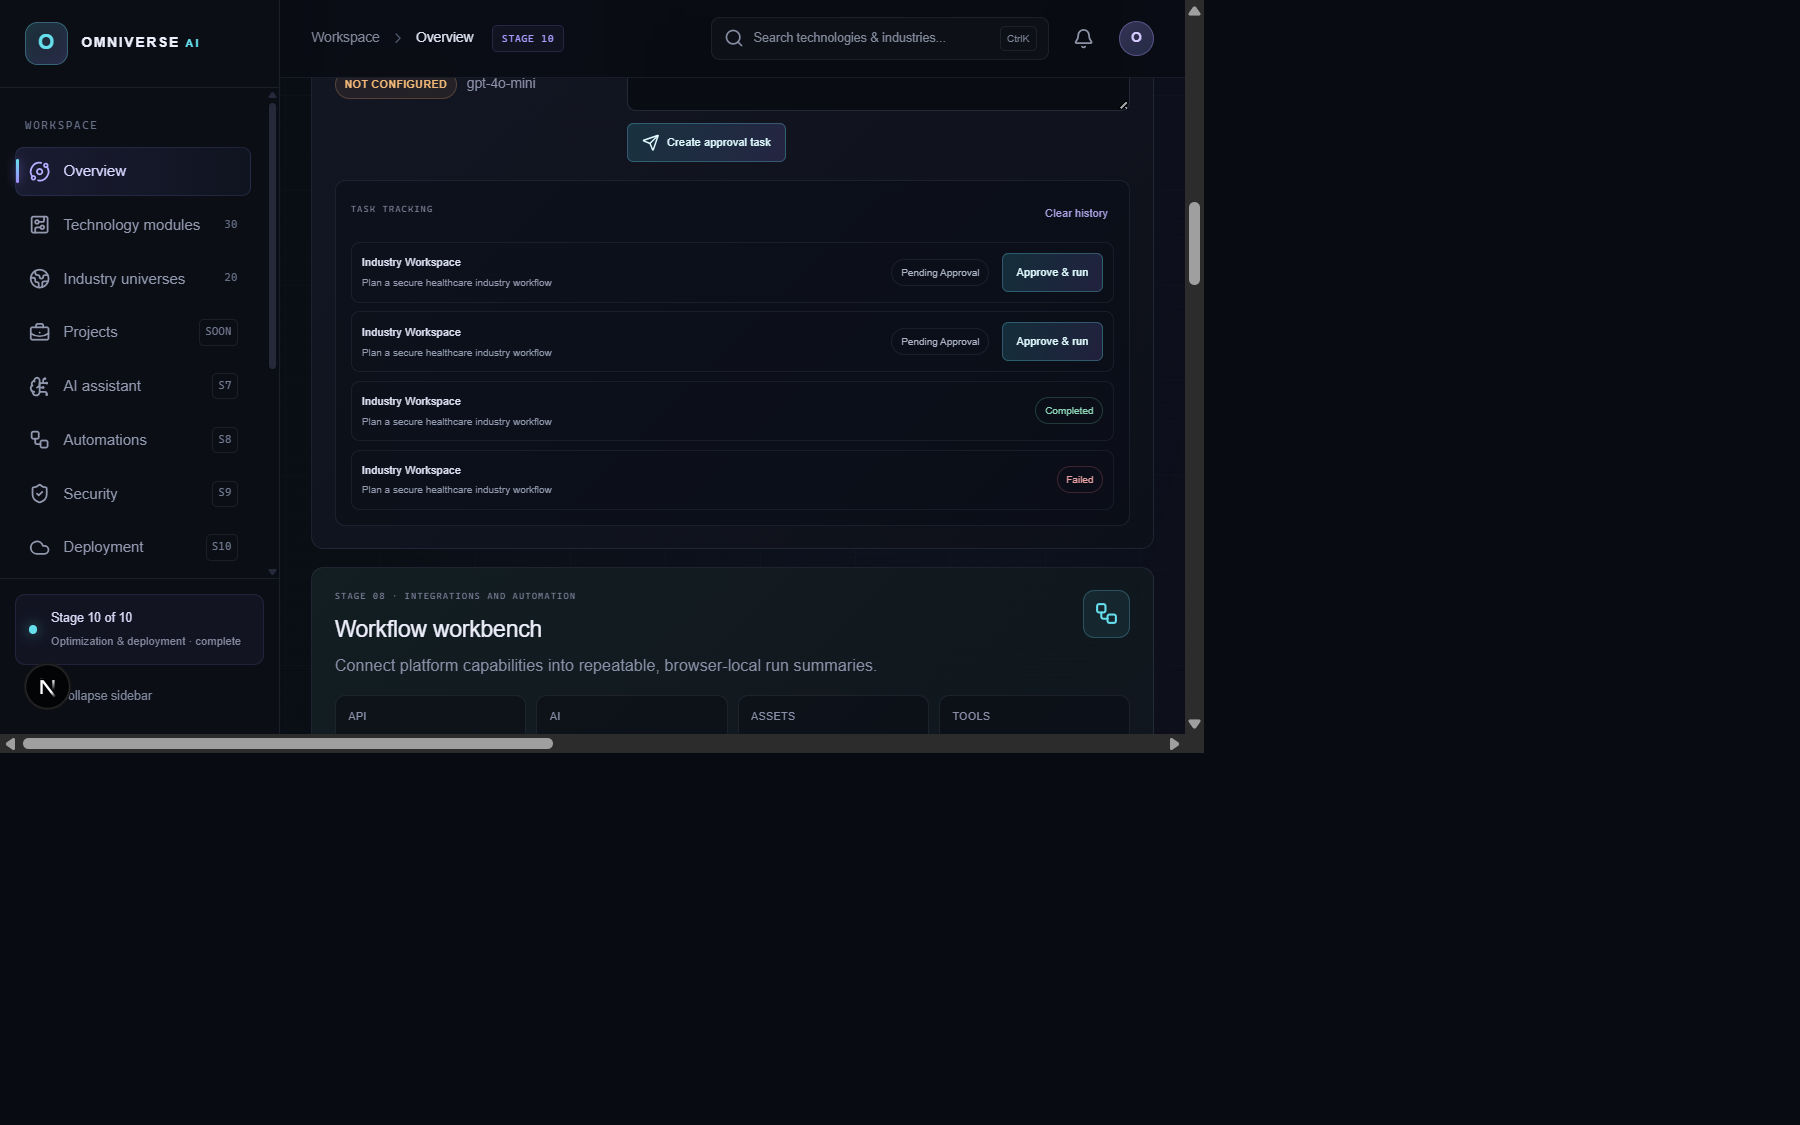 O
OMNIVERSE AI
WORKSPACE
Overview
Technology modules 30
Industry universes 20
Projects SOON
AI assistant S7
Automations S8
Security S9
Deployment S10
Stage 10 of 10
Optimization & deployment · complete
N
ollapse sidebar
Workspace > Overview STAGE 10
Search technologies & industries... CtrlK
O
NOT CONFIGURED gpt-4o-mini
Create approval task
TASK TRACKING
Clear history
Industry Workspace
Plan a secure healthcare industry workflow
Pending Approval Approve & run
Industry Workspace
Plan a secure healthcare industry workflow
Pending Approval Approve & run
Industry Workspace
Plan a secure healthcare industry workflow
Completed
Industry Workspace
Plan a secure healthcare industry workflow
Failed
STAGE 08 · INTEGRATIONS AND AUTOMATION
Workflow workbench
Connect platform capabilities into repeatable, browser-local run summaries.
API AI ASSETS TOOLS